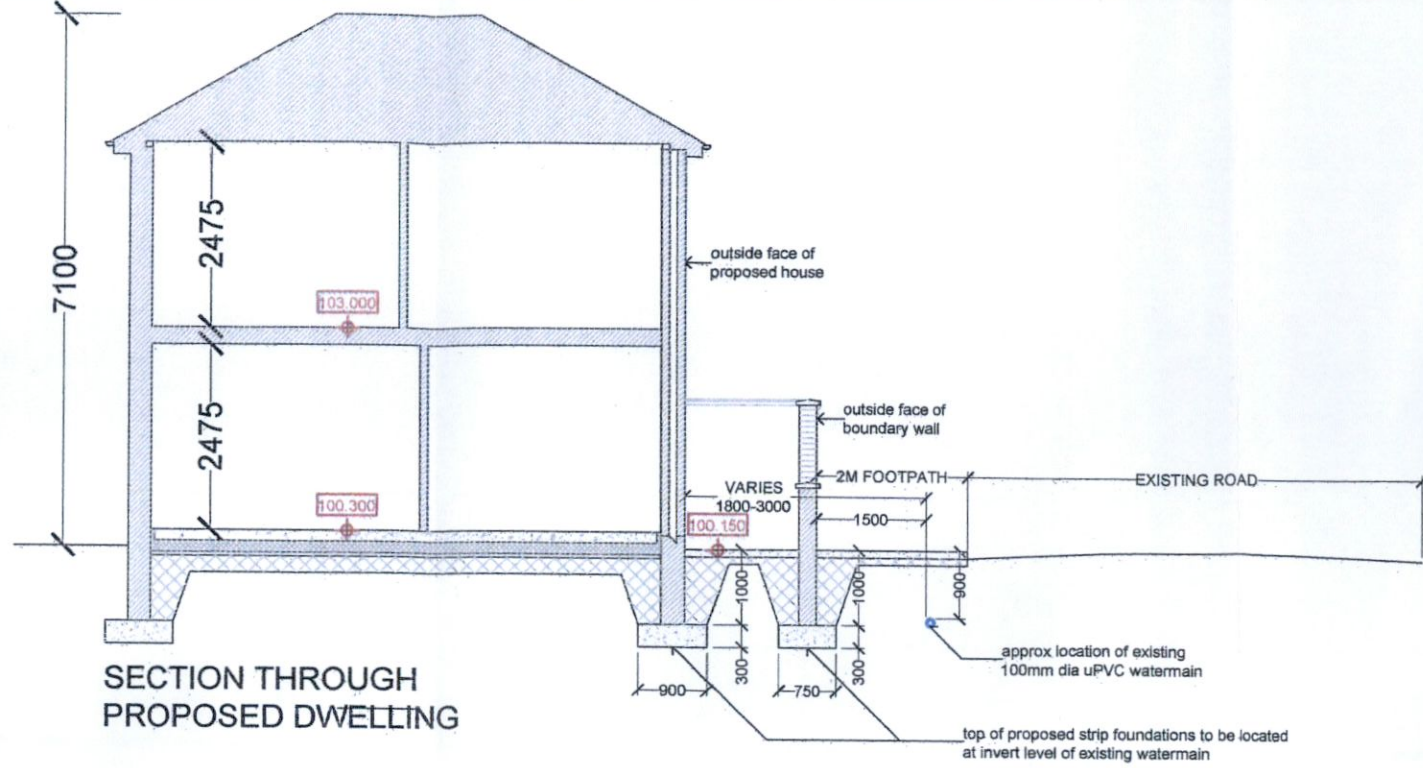 7100
2475
103.000
outside face of
proposed house
2475
outside face of
boundary wall
2M FOOTPATH
EXISTING ROAD
VARIES
1800-3000
1500
100.300
100.150
1000
1000
900
300
300
900
750
approx location of existing
100mm dia uPVC watermain
SECTION THROUGH
PROPOSED DWELLING
top of proposed strip foundations to be located
at invert level of existing watermain